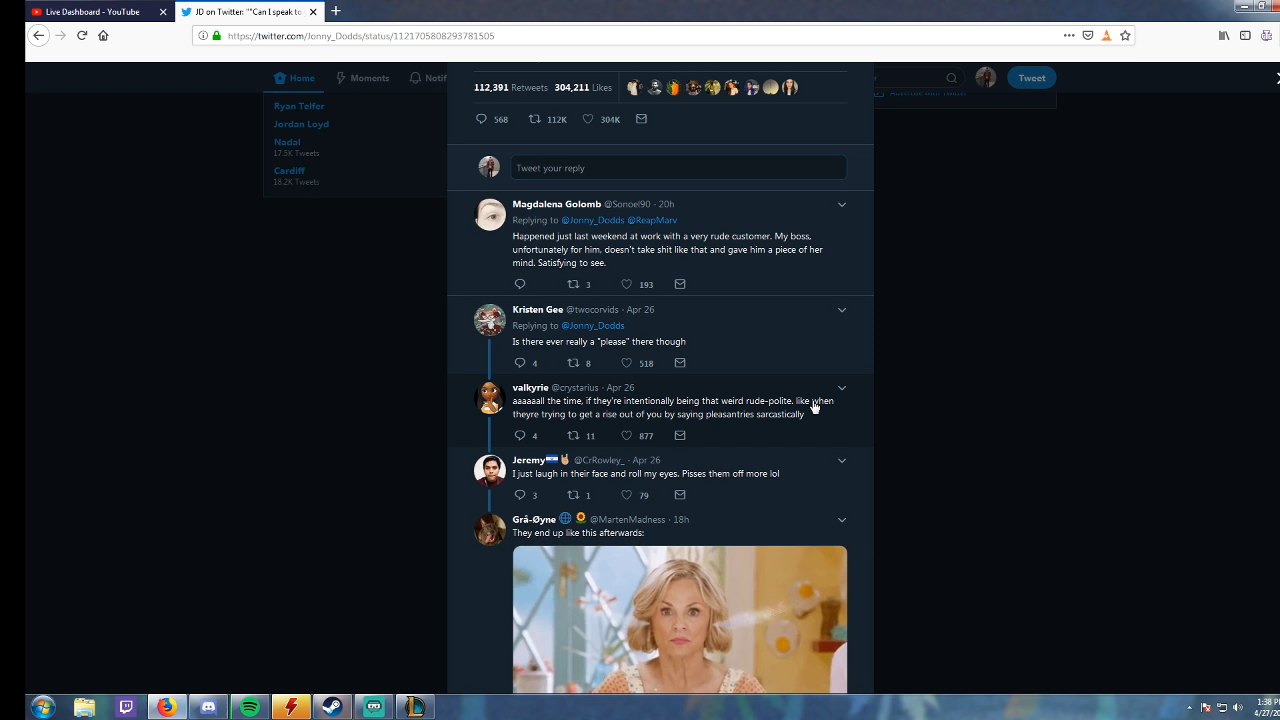 Live Dashboard - YouTube
JD on Twitter: "“Can I speak to
https://twitter.com/Jonny_Dodds/status/1121705808293781505
Home
Moments
Notif
Tweet
Ryan Telfer
Jordan Loyd
Nadal
17.5K Tweets
Cardiff
18.2K Tweets
112,391 Retweets 304,211 Likes
568 112K 304K
Tweet your reply
Magdalena Golomb @Sonoel90 · 20h
Replying to @Jonny_Dodds @ReapMarv
Happened just last weekend at work with a very rude customer. My boss,
unfortunately for him, doesn't take shit like that and gave him a piece of her
mind. Satisfying to see.
3 193
Kristen Gee @twocorvids · Apr 26
Replying to @Jonny_Dodds
Is there ever really a "please" there though
4 8 518
valkyrie @crystarius · Apr 26
aaaaaall the time, if they're intentionally being that weird rude-polite. like when
theyre trying to get a rise out of you by saying pleasantries sarcastically
4 11 877
Jeremy @CrRowley_ · Apr 26
I just laugh in their face and roll my eyes. Pisses them off more lol
3 1 79
Grå-Øyne @MartenMadness · 18h
They end up like this afterwards:
1:38 PM